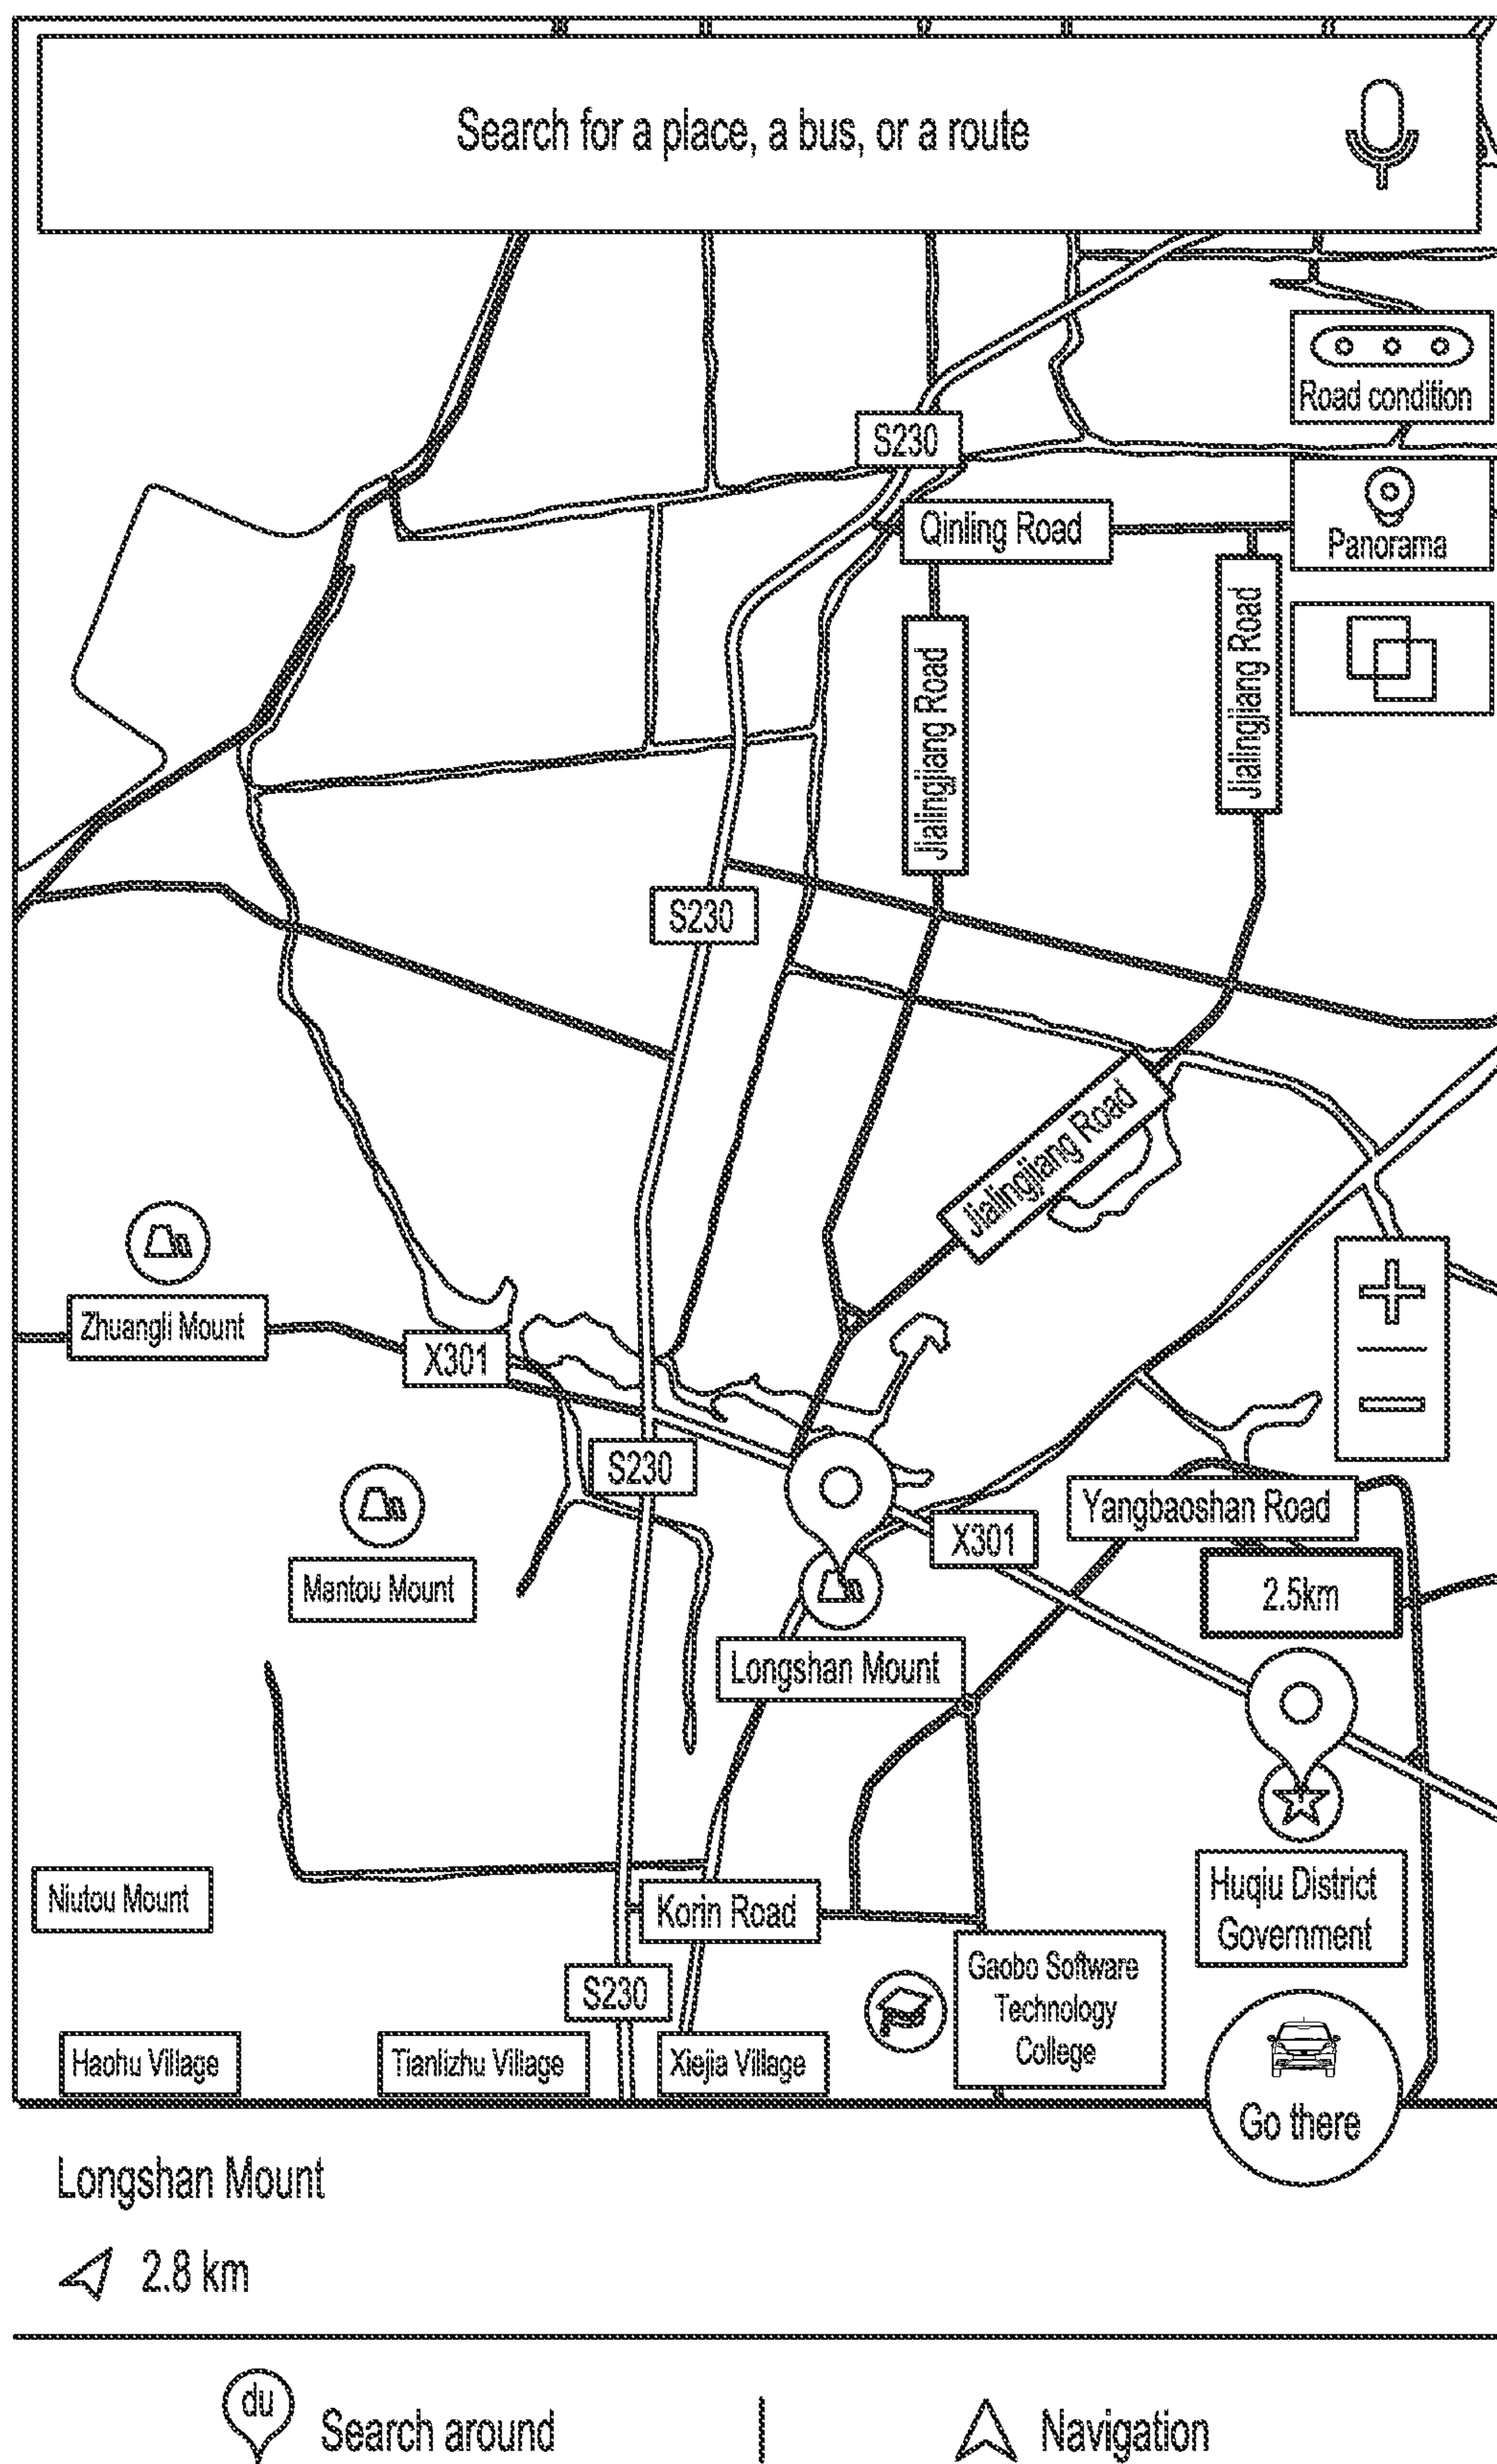 Search for a place, a bus, or a route
Road condition
S230
Qinling Road
Panorama
Jialingjiang Road
Jialingjiang Road
S230
Jialingjiang Road
Zhuangli Mount
X301
S230
Yangbaoshan Road
X301
Mantou Mount
2.5km
Longshan Mount
Niutou Mount
Korin Road
Huqiu District
Government
S230
Gaobo Software
Technology
College
Haohu Village
Tianlizhu Village
Xiejia Village
Go there
Longshan Mount
2.8 km
du
Search around
Navigation